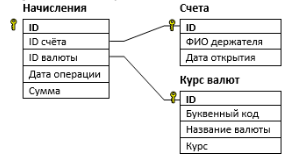 Начисления
ID
ID счёта
ID валюты
Дата операции
Сумма
Счета
ID
ФИО держателя
Дата открытия
Курс валют
ID
Буквенный код
Название валюты
Курс